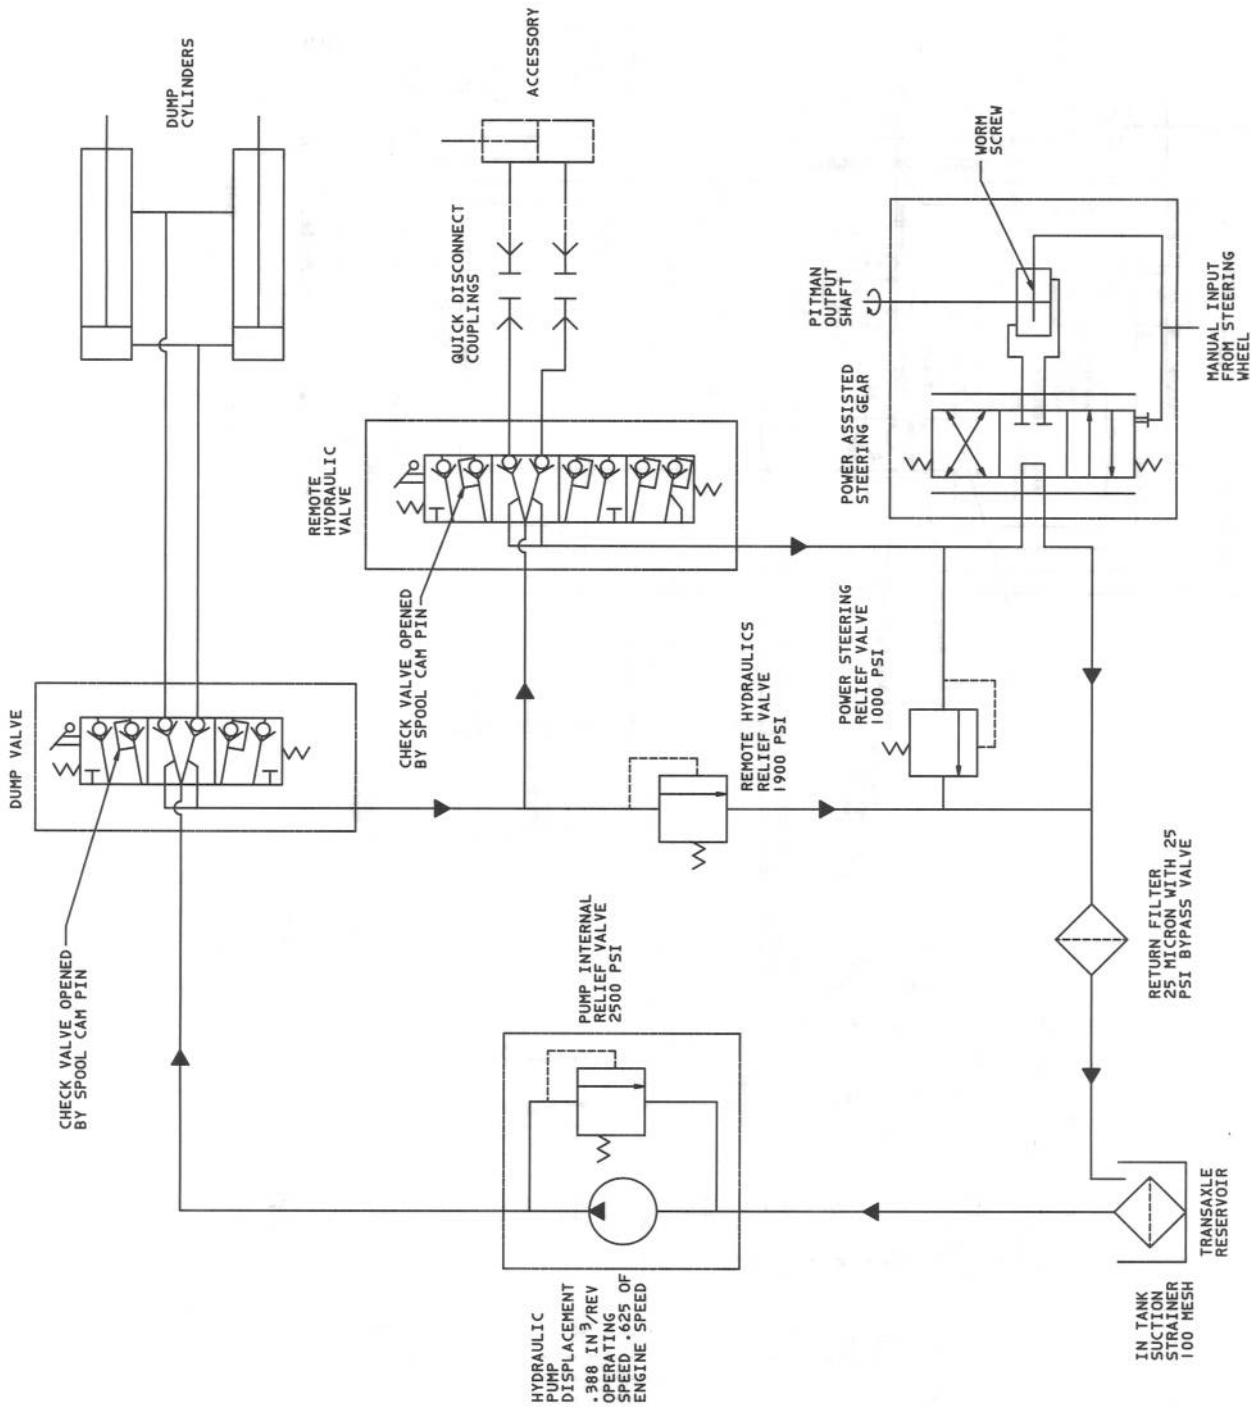 DUMP VALVE
DUMP
CYLINDERS
CHECK VALVE OPENED
BY SPOOL CAM PIN
REMOTE
HYDRAULIC
VALVE
QUICK DISCONNECT
COUPLINGS
ACCESSORY
CHECK VALVE OPENED
BY SPOOL CAM PIN
HYDRAULIC
PUMP
DISPLACEMENT
.388 IN³/REV
OPERATING
SPEED .625 OF
ENGINE SPEED
PUMP INTERNAL
RELIEF VALVE
2500 PSI
REMOTE HYDRAULICS
RELIEF VALVE
1900 PSI
POWER STEERING
RELIEF VALVE
1000 PSI
POWER ASSISTED
STEERING GEAR
PITMAN
OUTPUT
SHAFT
WORM
SCREW
MANUAL INPUT
FROM STEERING
WHEEL
IN TANK
SUCTION
STRAINER
100 MESH
TRANSAXLE
RESERVOIR
RETURN FILTER
25 MICRON WITH 25
PSI BYPASS VALVE